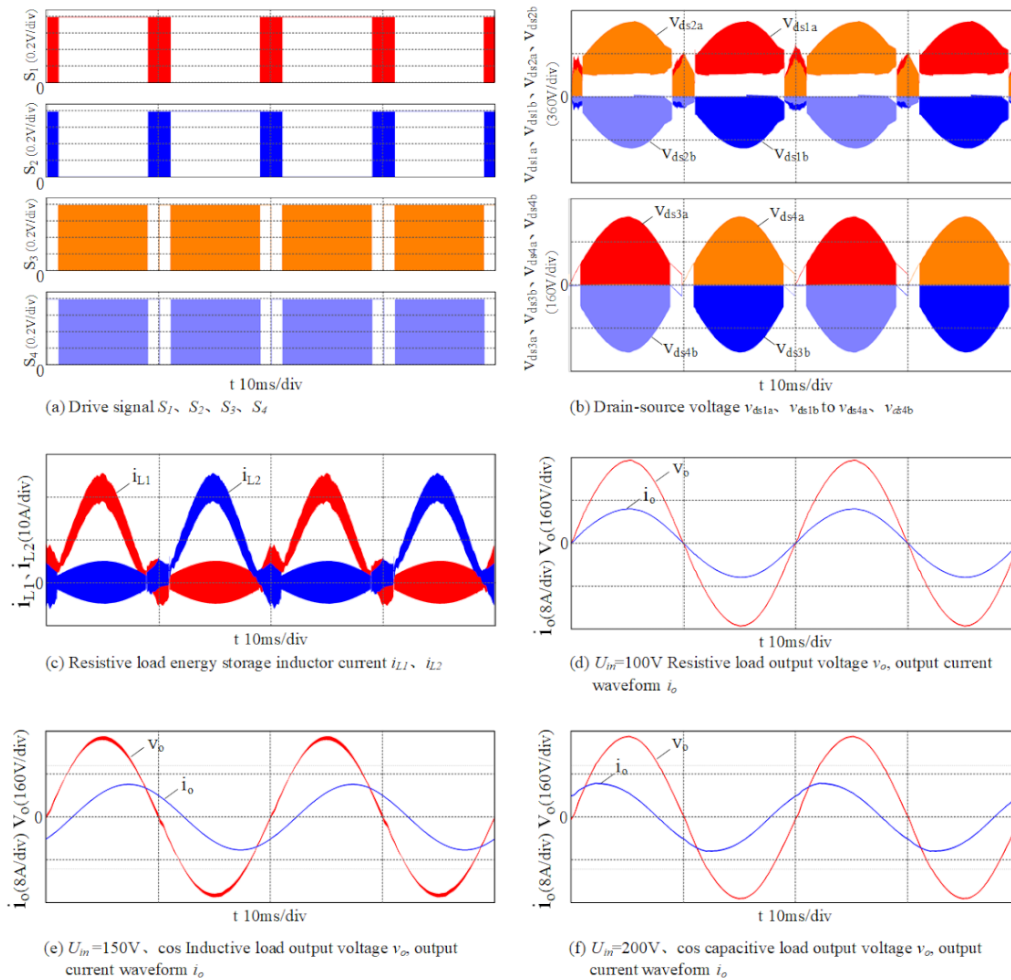 S1 (0.2V/div)
0
S2 (0.2V/div)
0
S3 (0.2V/div)
0
S4 (0.2V/div)
0
t 10ms/div
(a) Drive signal S1、S2、S3、S4
Vds1a、Vds1b、Vds2a、Vds2b
(360V/div)
0
Vds2a
Vds1a
Vds2b
Vds1b
Vds3a、Vds3b、Vds4a、Vds4b
(160V/div)
0
Vds3a
Vds4a
Vds4b
Vds3b
t 10ms/div
(b) Drain-source voltage vds1a、vds1b to vds4a、vds4b
iL1、iL2(10A/div)
0
iL1
iL2
t 10ms/div
(c) Resistive load energy storage inductor current iL1、iL2
io(8A/div) Vo(160V/div)
0
vo
io
t 10ms/div
(d) Uin=100V Resistive load output voltage vo, output current
waveform io
io(8A/div) Vo(160V/div)
0
vo
io
t 10ms/div
(e) Uin=150V、cos Inductive load output voltage vo, output
current waveform io
io(8A/div) Vo(160V/div)
0
vo
io
t 10ms/div
(f) Uin=200V、cos capacitive load output voltage vo, output
current waveform io